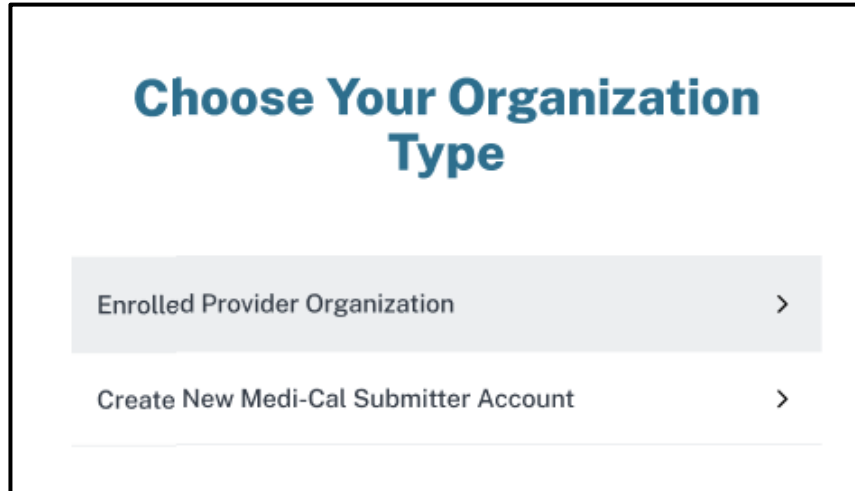 Choose Your Organization
Type
Enrolled Provider Organization
Create New Medi-Cal Submitter Account